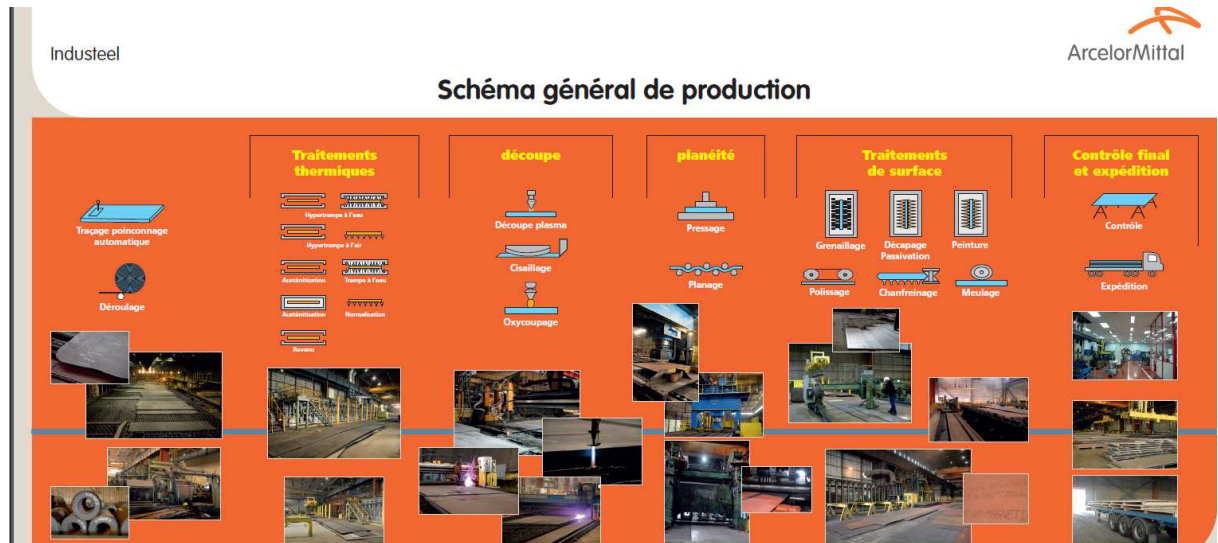 Industeel
ArcelorMittal
Schéma général de production
Traçage poinconnage
automatique
Déroulage
Traitements
thermiques
Hypertrempe à l'eau
Hypertrempe à l'air
Austénitisation
Trempe à l'eau
Austénitisation
Normalisation
Revenu
découpe
Découpe plasma
Cisaillage
Oxycoupage
planéité
Pressage
Planage
Traitements
de surface
Grenaillage
Décapage
Passivation
Peinture
Polissage
Chanfreinage
Meulage
Contrôle final
et expédition
Contrôle
Expédition